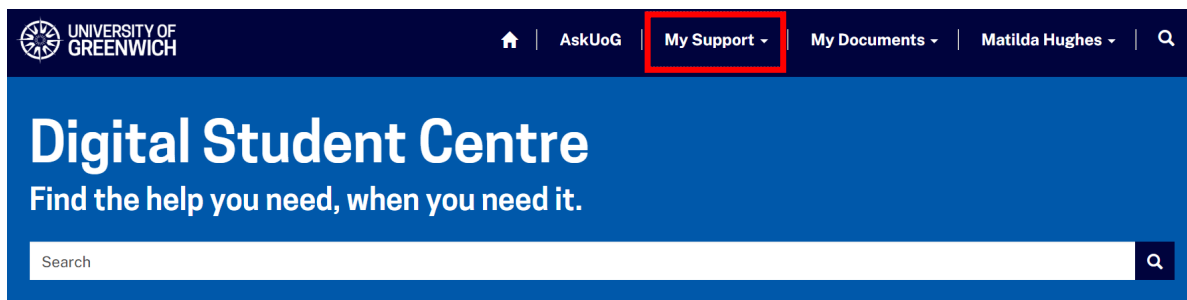 UNIVERSITY OF
GREENWICH
AskUoG
My Support
My Documents
Matilda Hughes
Digital Student Centre
Find the help you need, when you need it.
Search